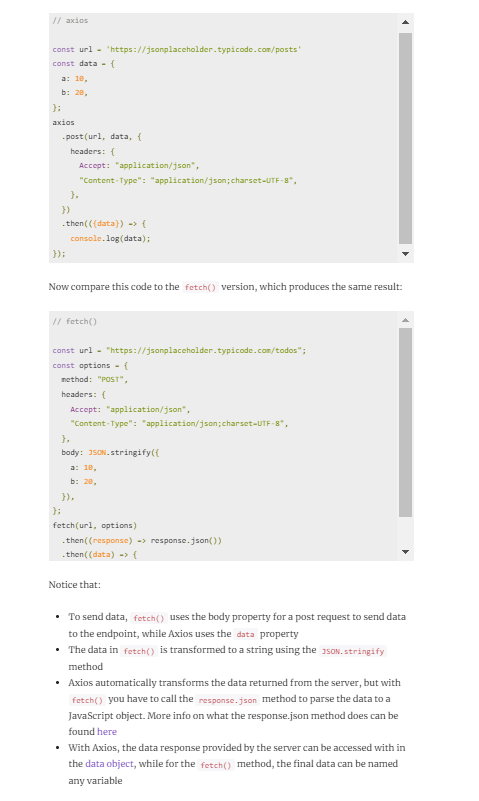 // axios
const url = 'https://jsonplaceholder.typicode.com/posts'
const data = {
a: 10,
b: 20,
};
axios
.post(url, data, {
headers: {
Accept: "application/json",
"Content-Type": "application/json;charset=UTF-8",
},
})
.then(({data}) => {
console.log(data);
});
Now compare this code to the fetch() version, which produces the same result:
// fetch()
const url = "https://jsonplaceholder.typicode.com/todos";
const options = {
method: "POST",
headers: {
Accept: "application/json",
"Content-Type": "application/json;charset=UTF-8",
},
body: JSON.stringify({
a: 10,
b: 20,
}),
};
fetch(url, options)
.then((response) => response.json())
.then((data) => {
Notice that:
• To send data, fetch() uses the body property for a post request to send data
to the endpoint, while Axios uses the data property
• The data in fetch() is transformed to a string using the JSON.stringify
method
• Axios automatically transforms the data returned from the server, but with
fetch() you have to call the response.json method to parse the data to a
JavaScript object. More info on what the response.json method does can be
found here
• With Axios, the data response provided by the server can be accessed with in
the data object, while for the fetch() method, the final data can be named
any variable